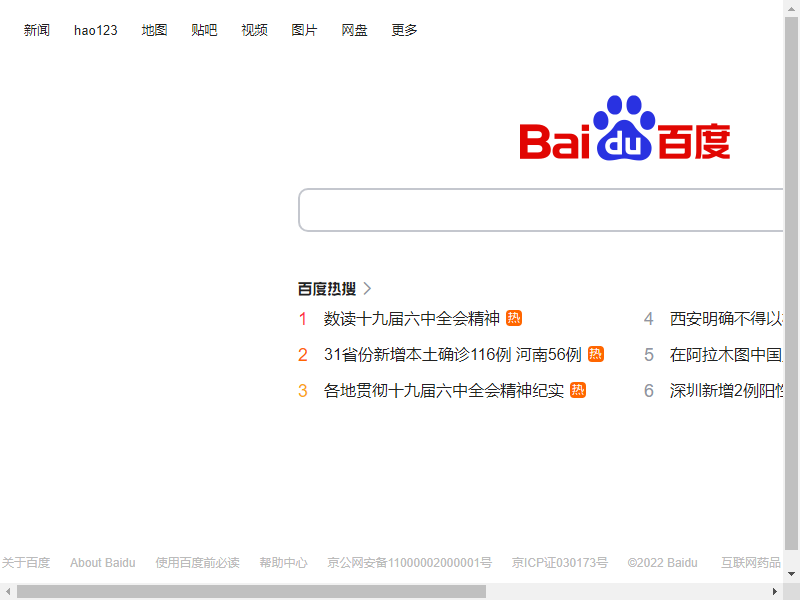 新闻 hao123 地图 贴吧 视频 图片 网盘 更多
Bai du 百度
百度热搜
1 数读十九届六中全会精神 热
4 西安明确不得以
2 31省份新增本土确诊116例 河南56例 热
5 在阿拉木图中国
3 各地贯彻十九届六中全会精神纪实 热
6 深圳新增2例阳性
关于百度 About Baidu 使用百度前必读 帮助中心 京公网安备11000002000001号 京ICP证030173号 ©2022 Baidu 互联网药品